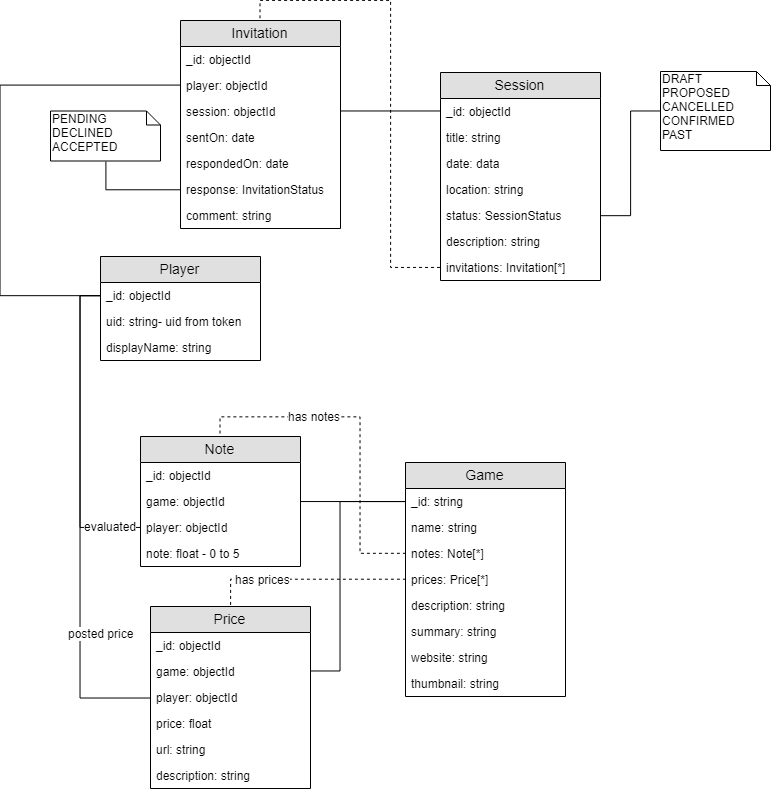 Invitation
_id: objectId
player: objectId
session: objectId
sentOn: date
respondedOn: date
response: InvitationStatus
comment: string
PENDING
DECLINED
ACCEPTED
Session
_id: objectId
title: string
date: data
location: string
status: SessionStatus
description: string
invitations: Invitation[*]
DRAFT
PROPOSED
CANCELLED
CONFIRMED
PAST
Player
_id: objectId
uid: string- uid from token
displayName: string
has notes
Note
_id: objectId
game: objectId
player: objectId
note: float - 0 to 5
evaluated
Game
_id: string
name: string
notes: Note[*]
prices: Price[*]
description: string
summary: string
website: string
thumbnail: string
has prices
posted price
Price
_id: objectId
game: objectId
player: objectId
price: float
url: string
description: string